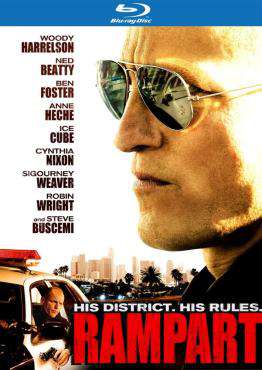 Blu-ray Disc
WOODY
HARRELSON
NED
BEATTY
BEN
FOSTER
ANNE
HECHE
ICE
CUBE
CYNTHIA
NIXON
SIGOURNEY
WEAVER
ROBIN
WRIGHT
and STEVE
BUSCEMI
HIS DISTRICT. HIS RULES.
RAMPART